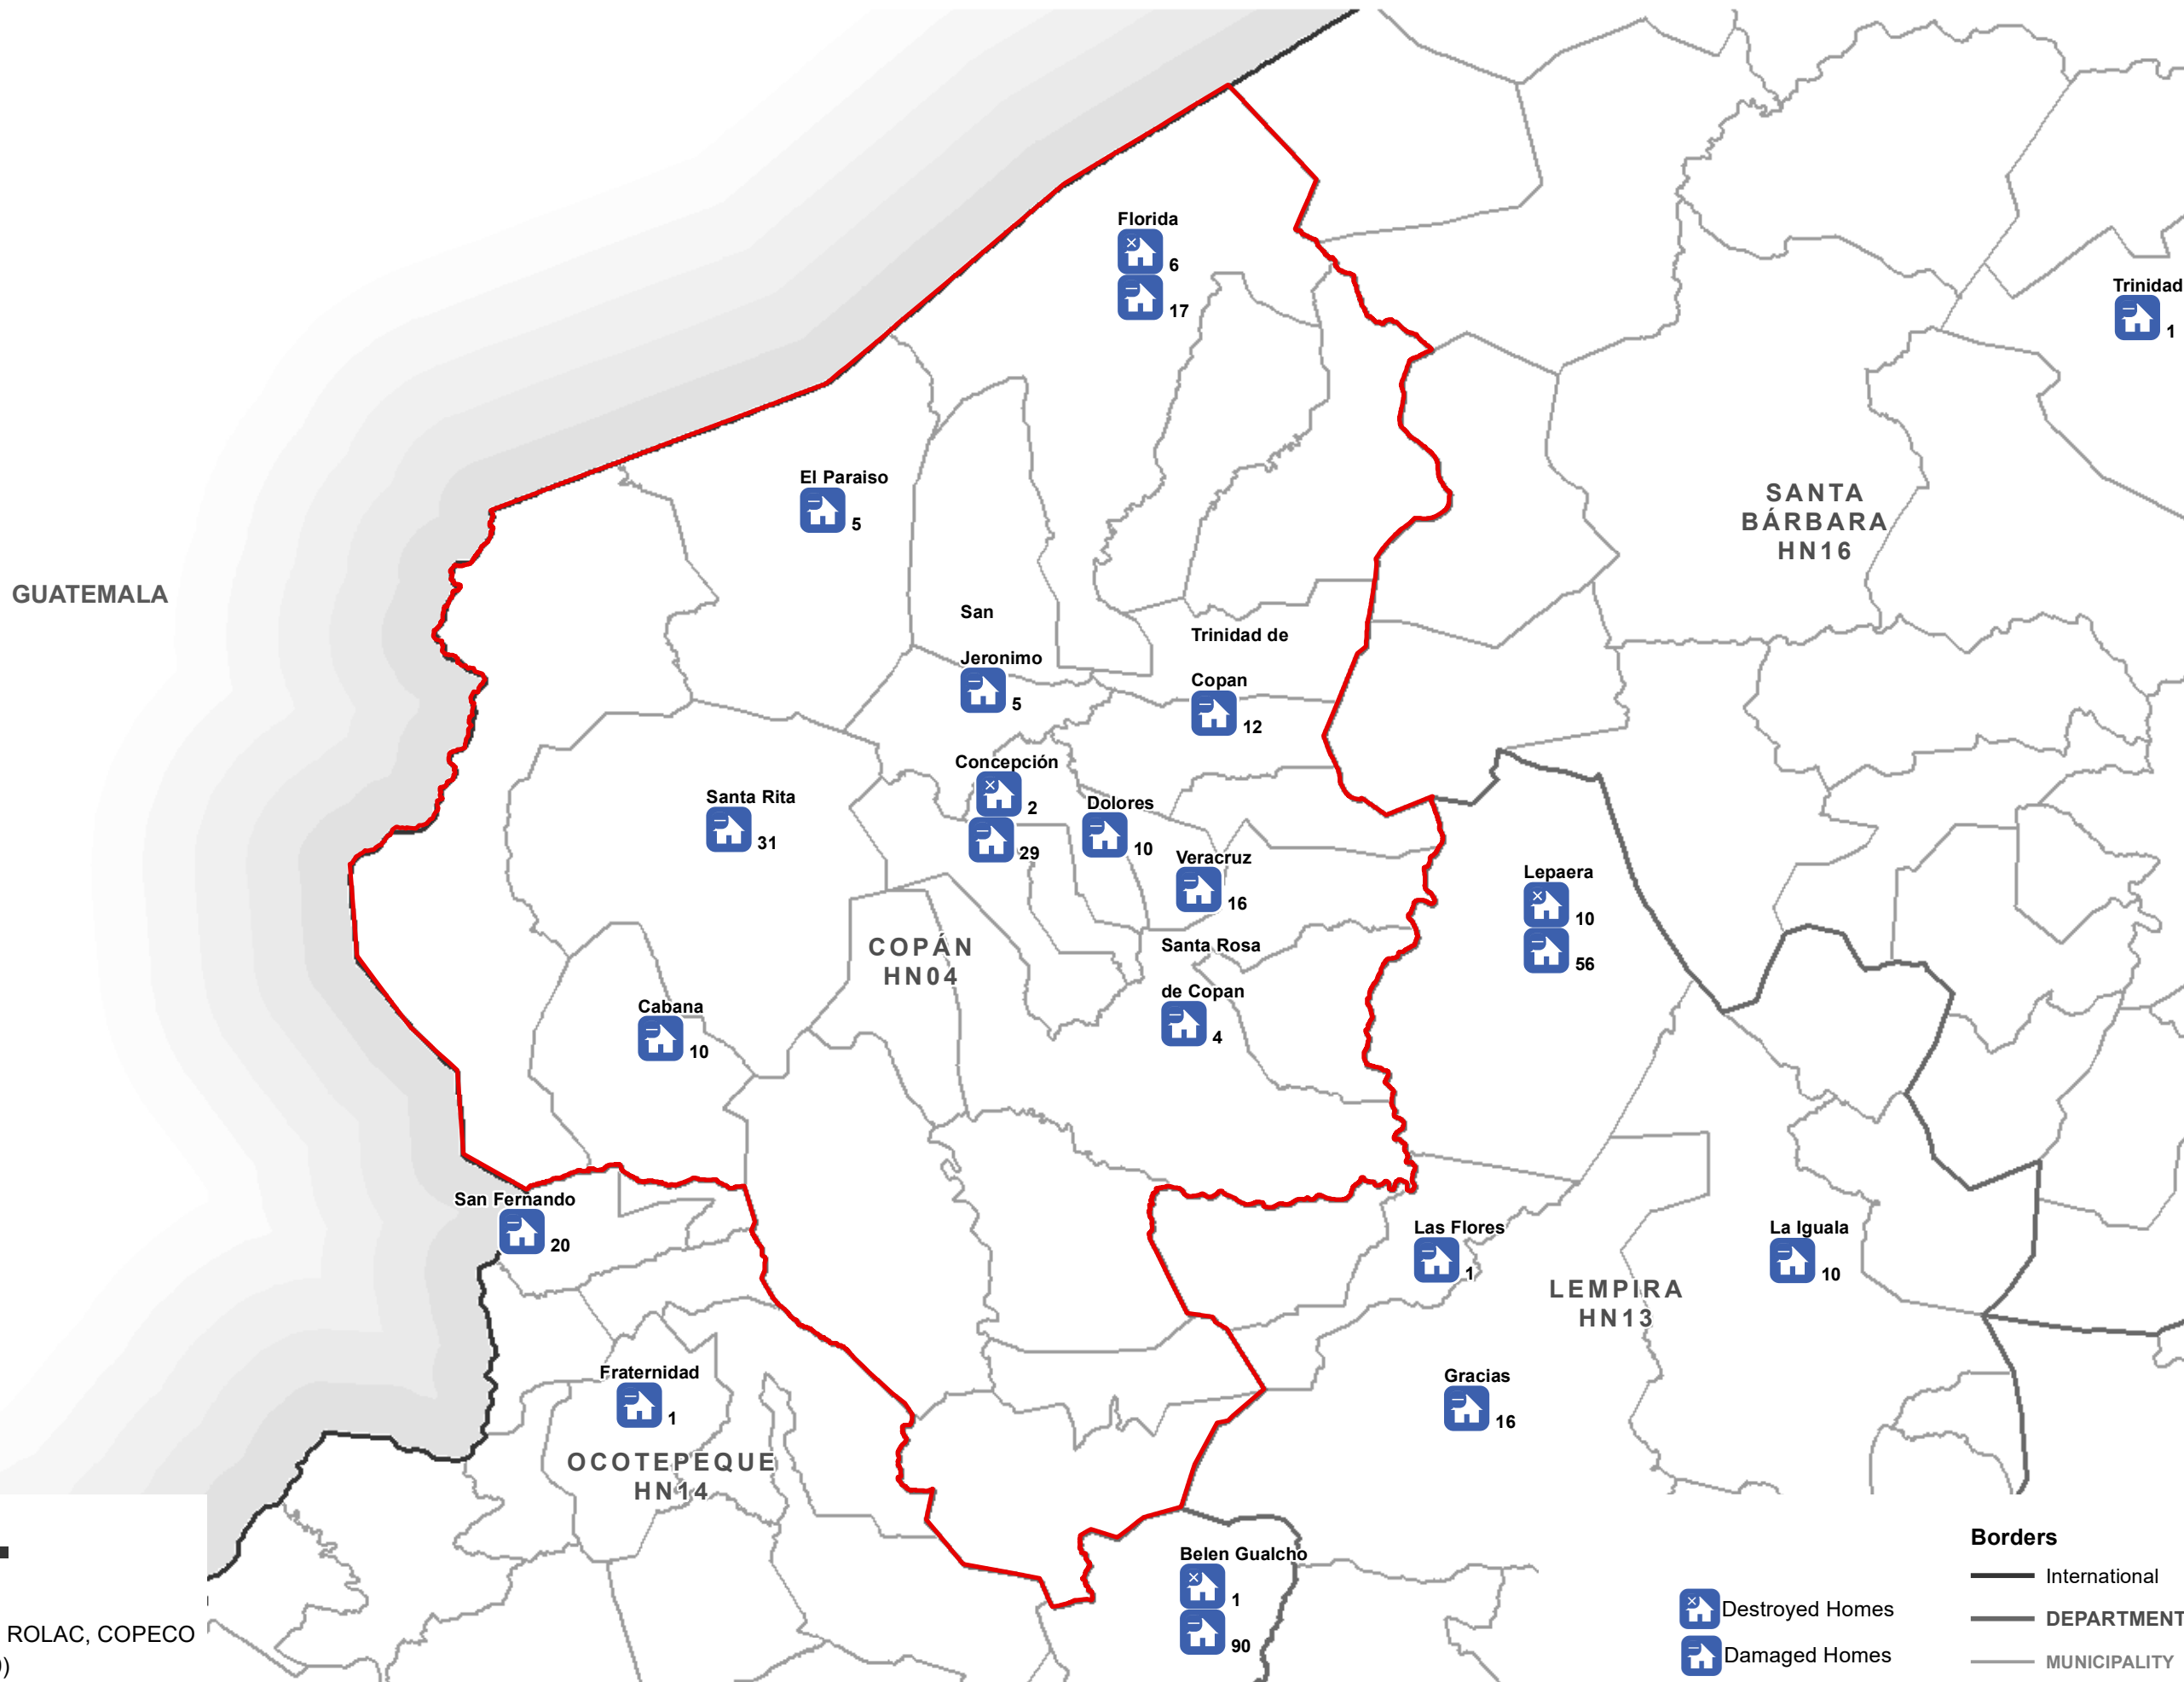 Florida
6
17
Trinidad
1
El Paraiso
5
SANTA
BÁRBARA
HN16
GUATEMALA
San
Jeronimo
5
Trinidad de
Copan
12
Concepción
2
29
Santa Rita
31
Dolores
10
Veracruz
16
Lepaera
10
56
COPÁN
HN04
Santa Rosa
de Copan
4
Cabana
10
San Fernando
20
Las Flores
1
La Iguala
10
LEMPIRA
HN13
Fraternidad
1
Gracias
16
OCOTEPEQUE
HN14
Belen Gualcho
1
90
Borders
International
DEPARTMENT
MUNICIPALITY
Destroyed Homes
Damaged Homes
ROLAC, COPECO
)